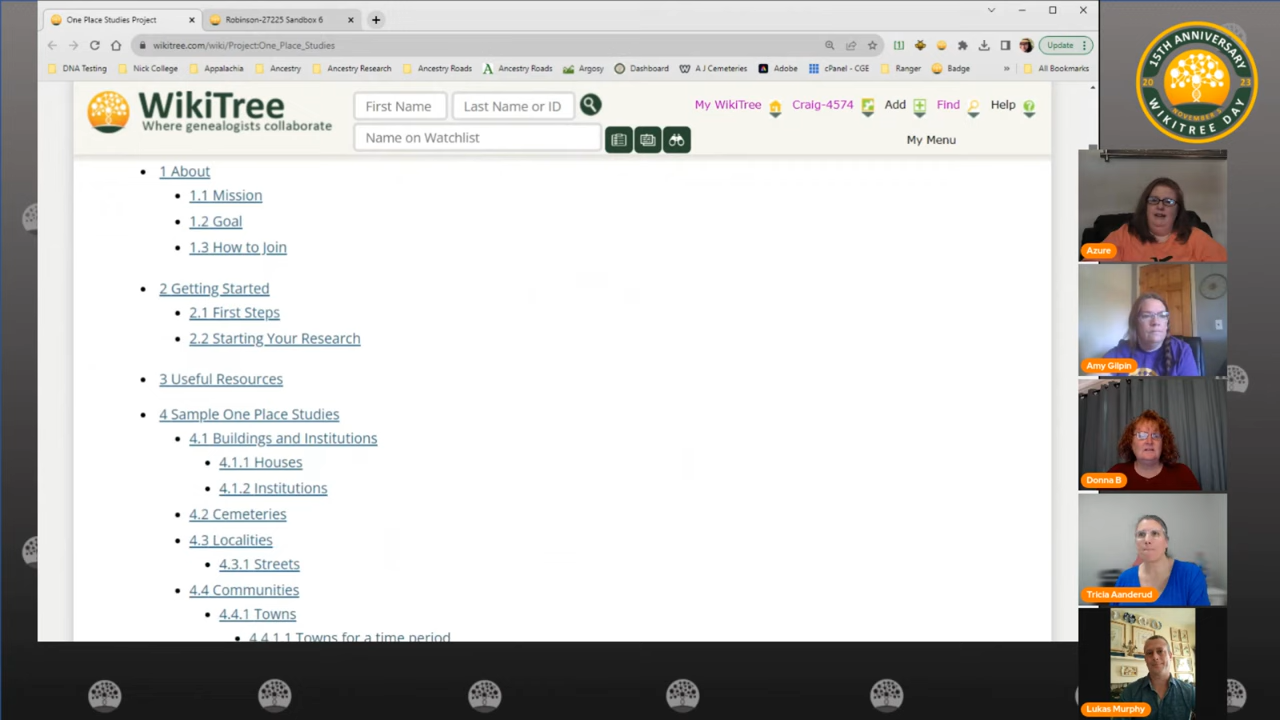 One Place Studies Project
Robinson-27225 Sandbox 6
wikitree.com/wiki/Project:One_Place_Studies
Update
DNA Testing
Nick College
Appalachia
Ancestry
Ancestry Research
Ancestry Roads
Ancestry Roads
Argosy
Dashboard
A J Cemeteries
Adobe
cPanel - CGE
Ranger
Badge
»
All Bookmarks
WikiTree
Where genealogists collaborate
First Name
Last Name or ID
Name on Watchlist
My WikiTree
Craig-4574
Add
Find
Help
My Menu
1 About
1.1 Mission
1.2 Goal
1.3 How to Join
2 Getting Started
2.1 First Steps
2.2 Starting Your Research
3 Useful Resources
4 Sample One Place Studies
4.1 Buildings and Institutions
4.1.1 Houses
4.1.2 Institutions
4.2 Cemeteries
4.3 Localities
4.3.1 Streets
4.4 Communities
4.4.1 Towns
4.4.1.1 Towns for a time period
15TH ANNIVERSARY
20 23
NOVEMBER 5
WIKITREE DAY
Azure
Amy Gilpin
Donna B
Tricia Aanderud
Lukas Murphy